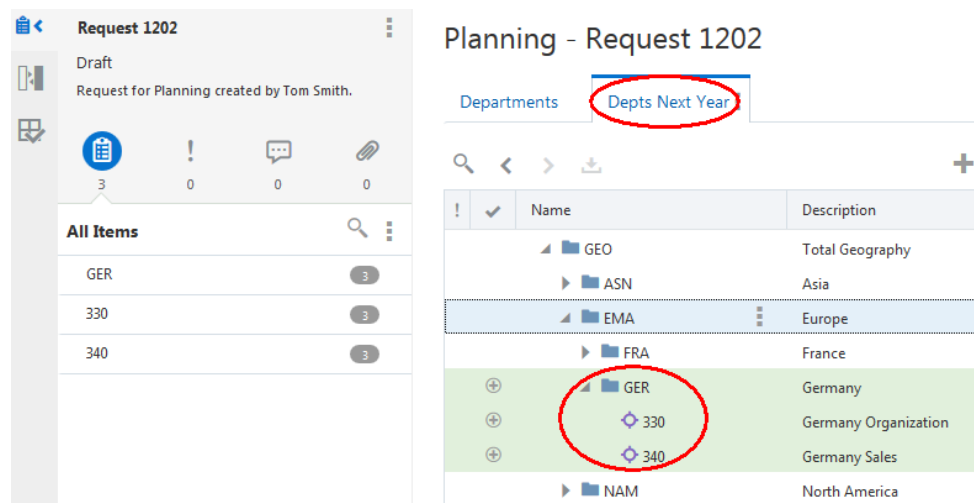 Request 1202
Draft
Request for Planning created by Tom Smith.
!
3 0 0 0
All Items
GER 3
330 3
340 3
Planning - Request 1202
Departments Depts Next Year
! Name Description
GEO Total Geography
ASN Asia
EMA Europe
FRA France
GER Germany
330 Germany Organization
340 Germany Sales
NAM North America